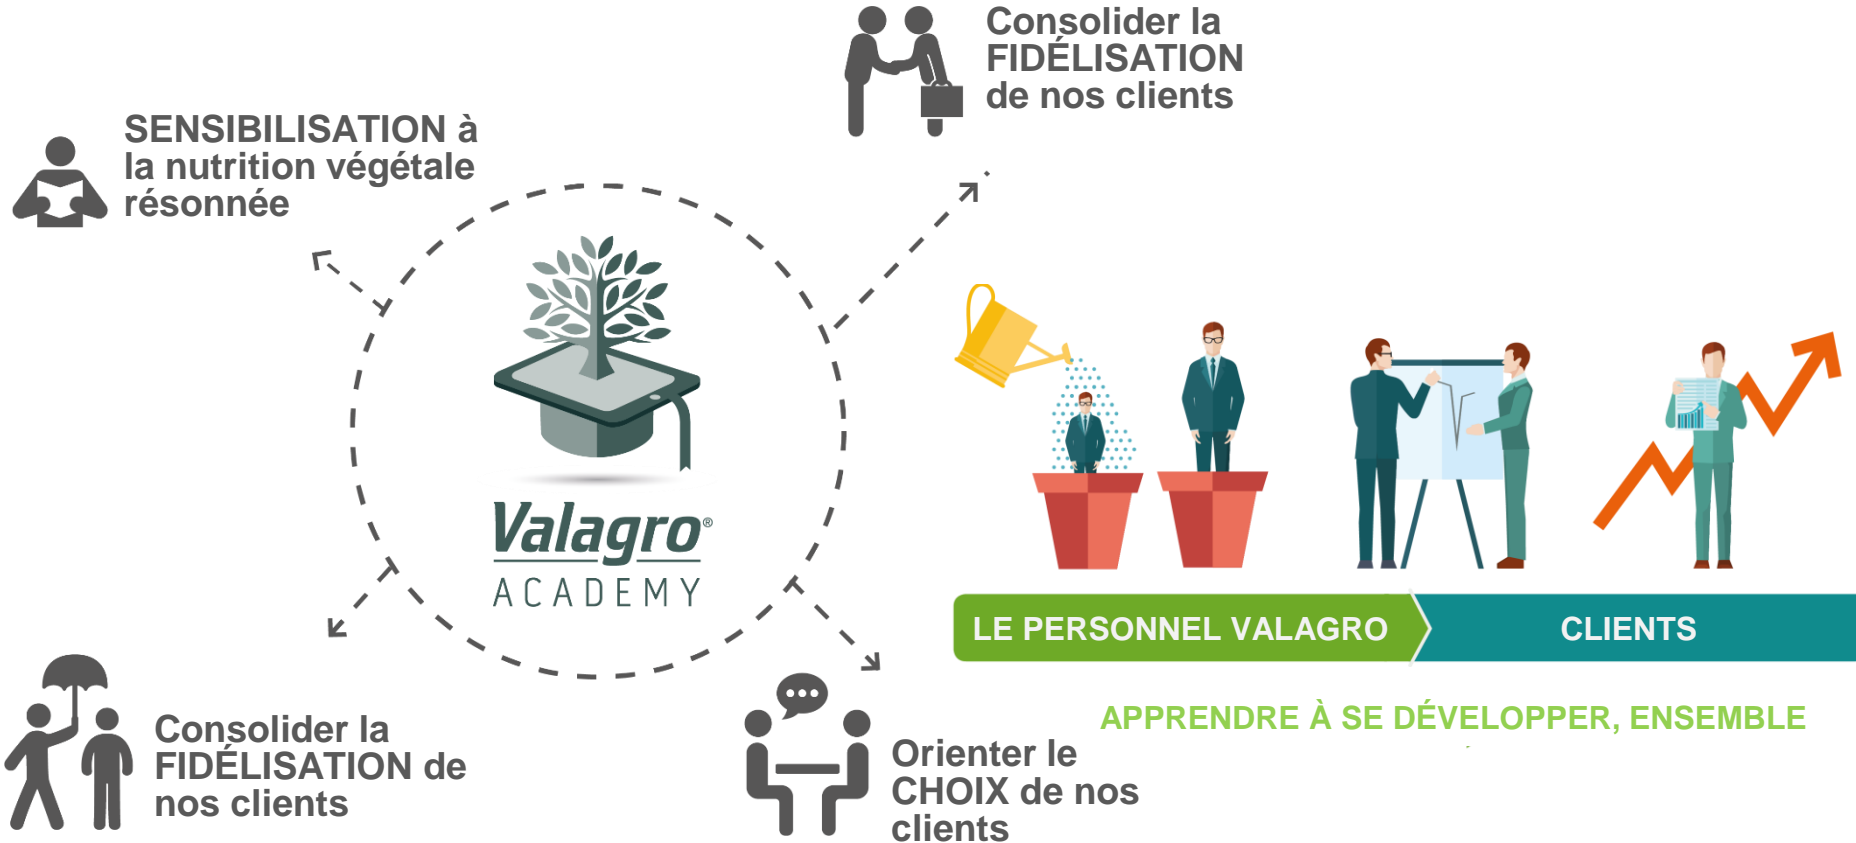 Consolider la
FIDÉLISATION
de nos clients
SENSIBILISATION à
la nutrition végétale
résonnée
Valagro®
ACADEMY
LE PERSONNEL VALAGRO
CLIENTS
APPRENDRE À SE DÉVELOPPER, ENSEMBLE
Consolider la
FIDÉLISATION de
nos clients
Orienter le
CHOIX de nos
clients